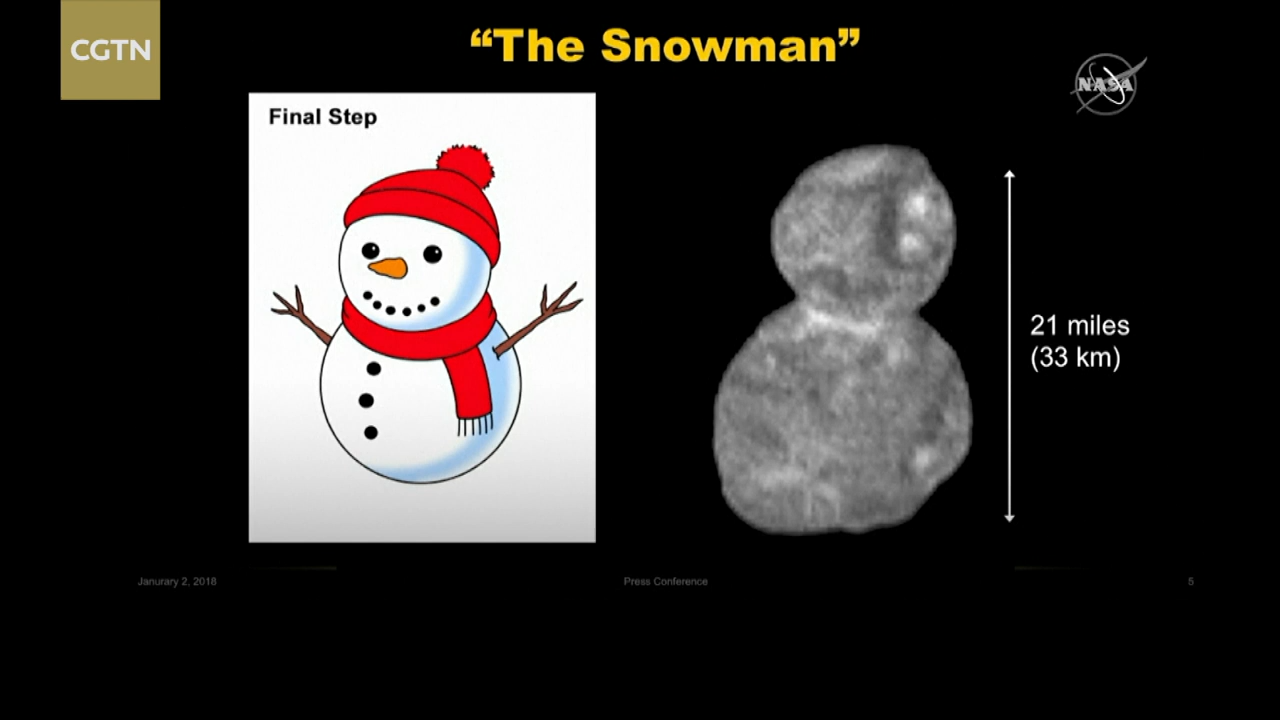 CGTN
“The Snowman”
NASA
Final Step
21 miles
(33 km)
Janurary 2, 2018
Press Conference
5